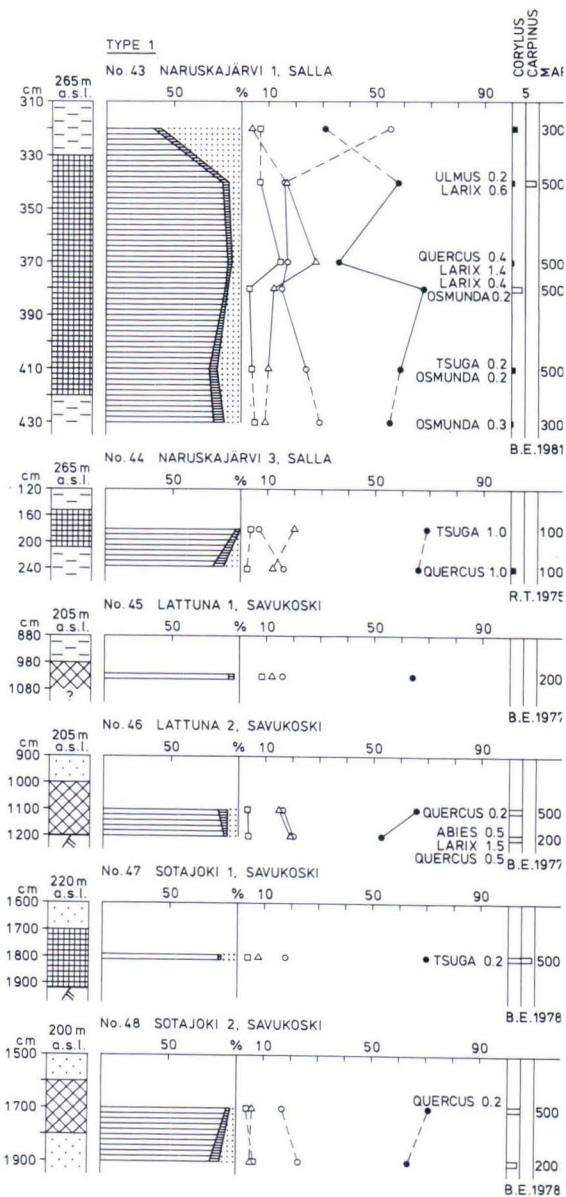 TYPE 1
CORYLUS
CARPINUS
No. 43 NARUSKAJÄRVI 1, SALLA
265 m
a.s.l.
cm 50 % 10 50 90 5
310
330
350
370
390
410
430
300
ULMUS 0.2
LARIX 0.6
500
QUERCUS 0.4
LARIX 1.4
500
LARIX 0.4
OSMUNDA 0.2
500
TSUGA 0.2
OSMUNDA 0.2
500
OSMUNDA 0.3
300
B.E.1981
No.44 NARUSKAJÄRVI 3, SALLA
265 m
a.s.l.
cm 50 % 10 50 90
120
160
200
240
TSUGA 1.0
100
QUERCUS 1.0
100
R.T.1975
No.45 LATTUNA 1, SAVUKOSKI
205 m
a.s.l.
cm 50 % 10 50 90
880
980
1080
?
200
B.E.1977
No.46 LATTUNA 2, SAVUKOSKI
205 m
a.s.l.
cm 50 % 10 50 90
900
1000
1100
1200
QUERCUS 0.2
500
ABIES 0.5
LARIX 1.5
QUERCUS 0.5
200
B.E.1977
No.47 SOTAJOKI 1, SAVUKOSKI
220 m
a.s.l.
cm 50 % 10 50 90
1600
1700
1800
1900
TSUGA 0.2
500
B.E.1978
No.48 SOTAJOKI 2, SAVUKOSKI
200 m
a.s.l.
cm 50 % 10 50 90
1500
1700
1900
QUERCUS 0.2
500
200
B.E.1978